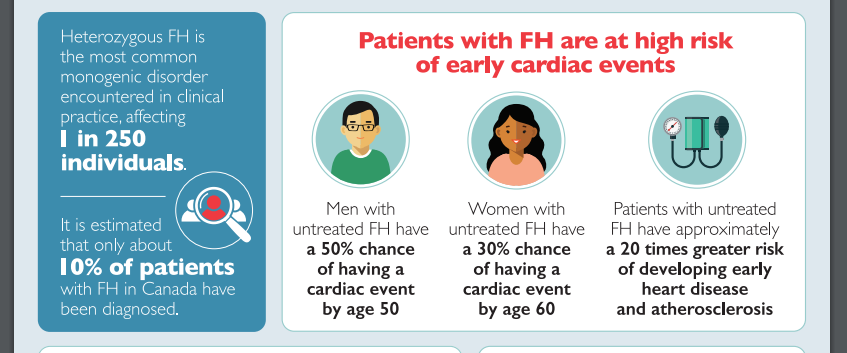 Heterozygous FH is
the most common
monogenic disorder
encountered in clinical
practice, affecting
1 in 250
individuals.
It is estimated
that only about
10% of patients
with FH in Canada have
been diagnosed.
Patients with FH are at high risk
of early cardiac events
Men with
untreated FH have
a 50% chance
of having a
cardiac event
by age 50
Women with
untreated FH have
a 30% chance
of having a
cardiac event
by age 60
Patients with untreated
FH have approximately
a 20 times greater risk
of developing early
heart disease
and atherosclerosis